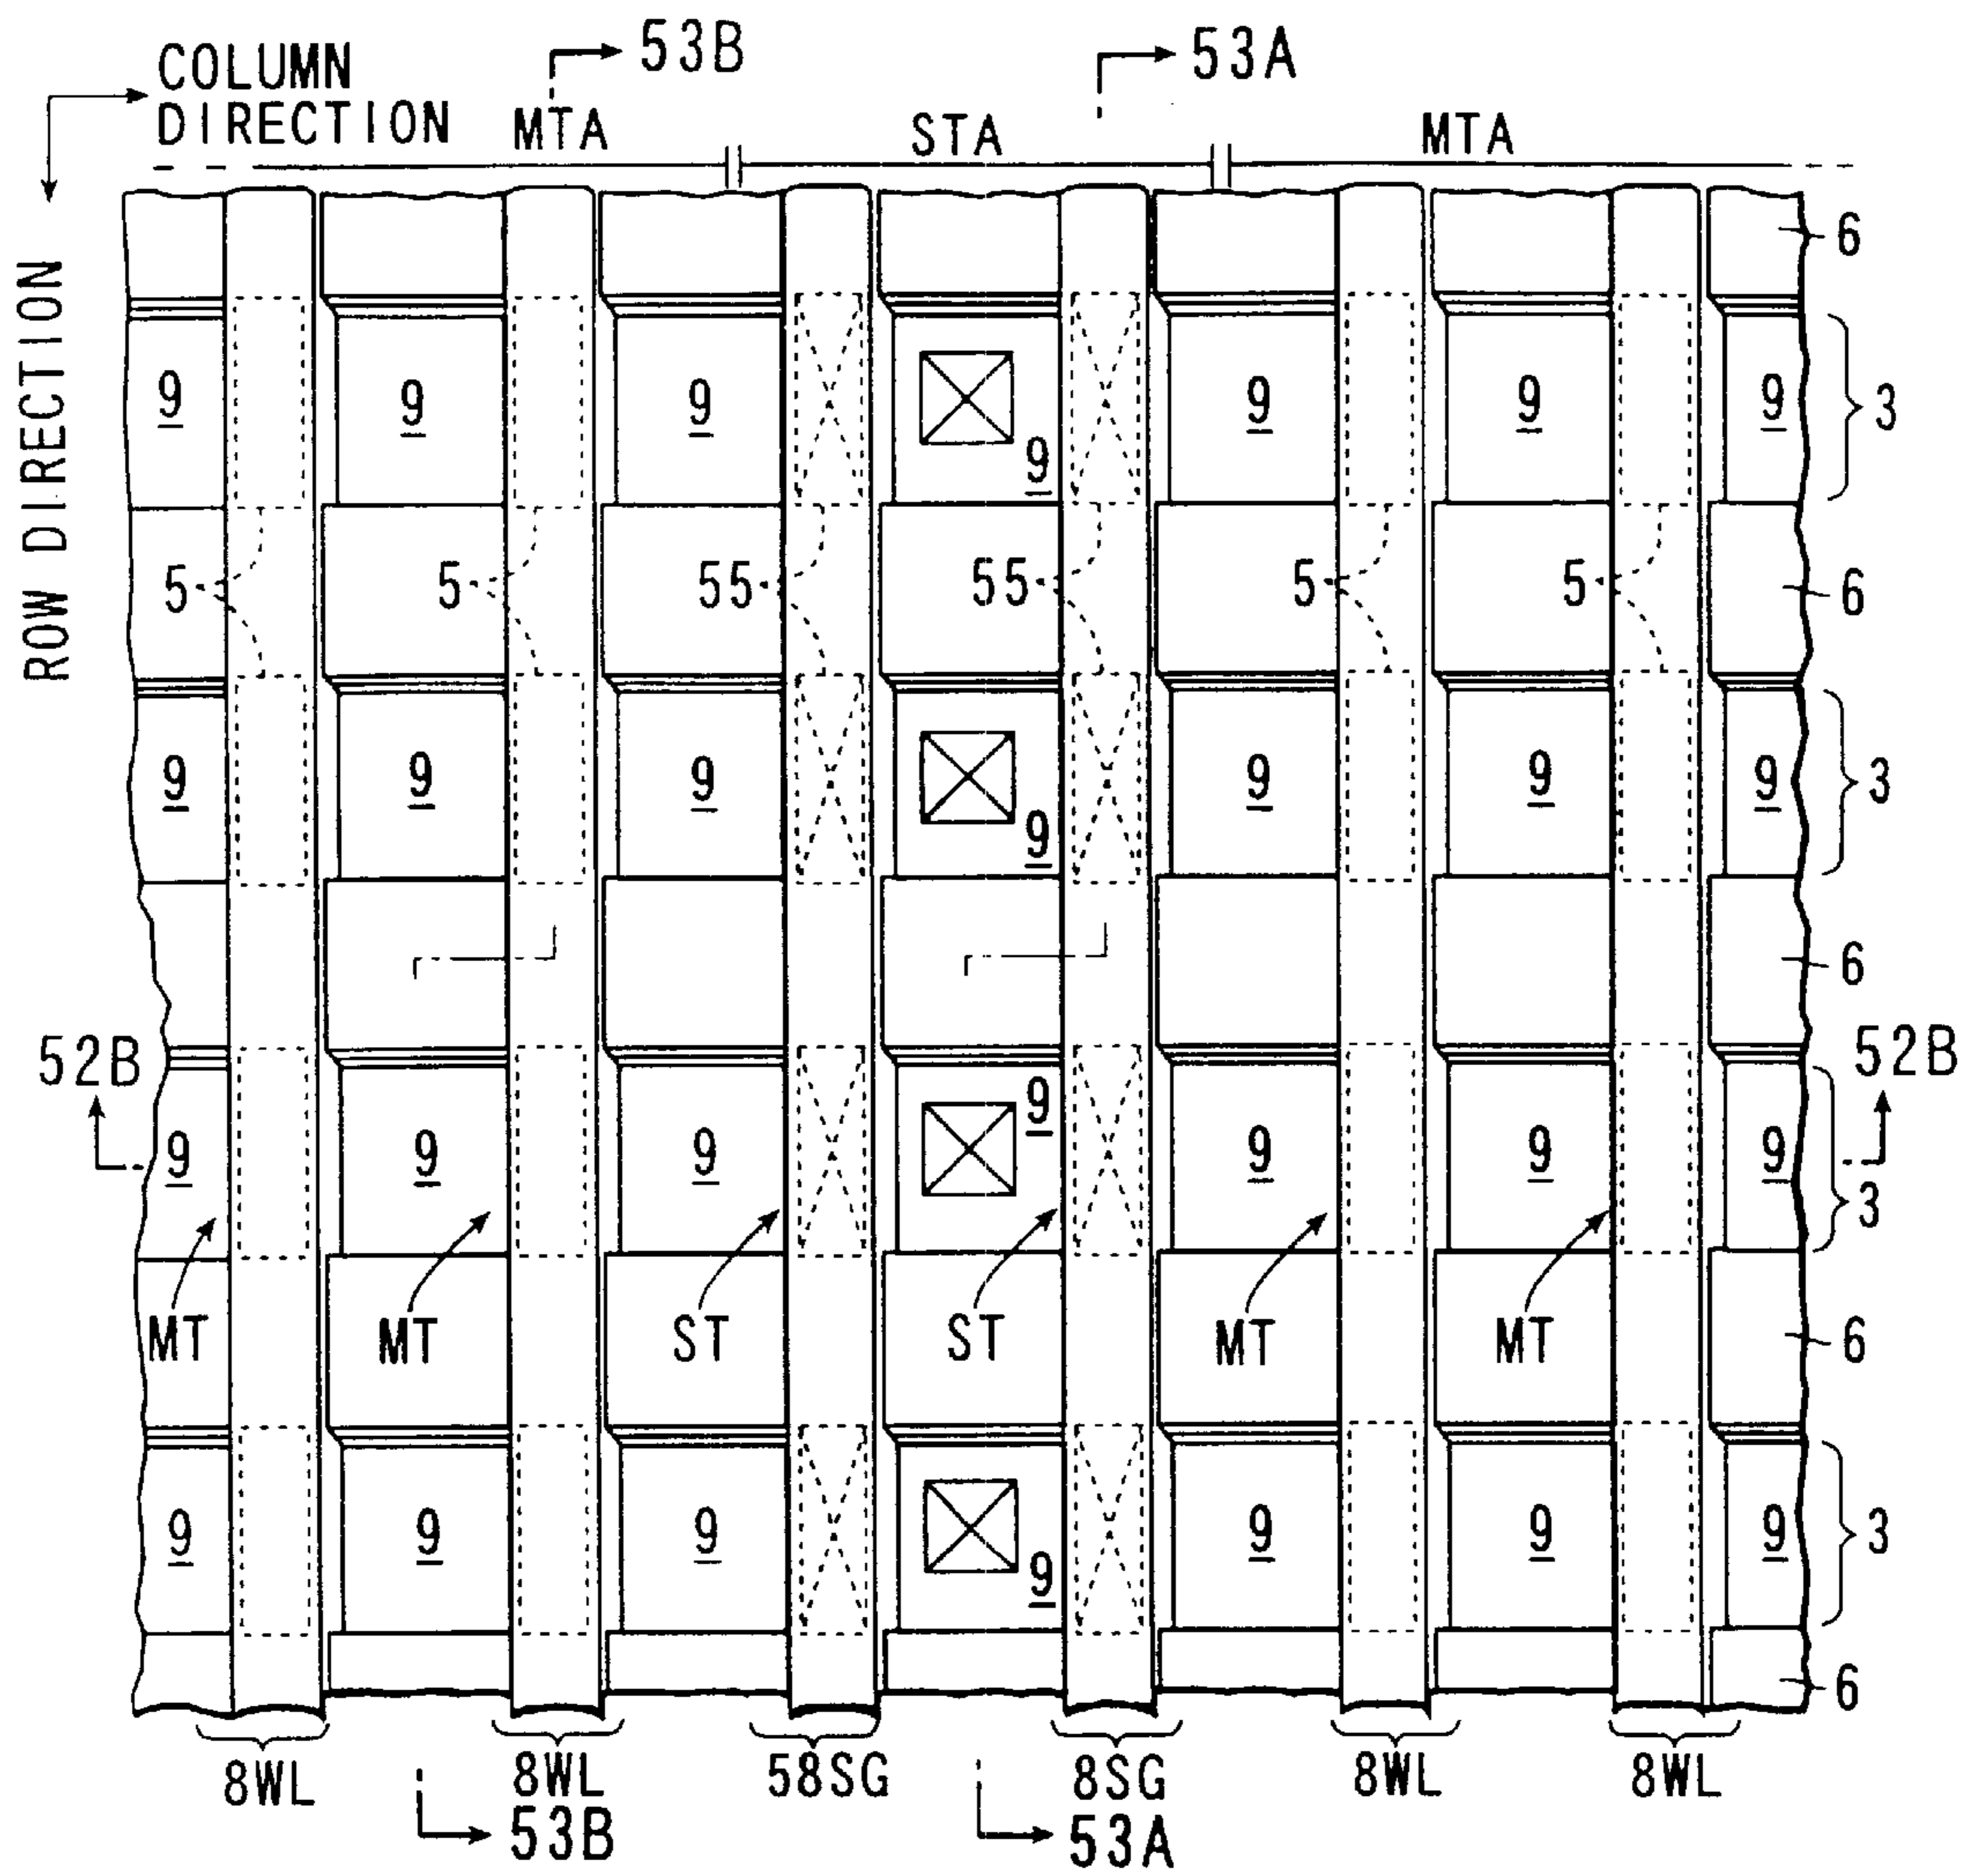 53B
53A
COLUMN
DIRECTION
MTA
STA
MTA
ROW DIRECTION
6
9 9 9 9 9 9 9
3
9
5 5 55 55 5 5 6
9 9 9 9 9 9
3
9
6
52B
52B
9
9 9 9 9 9 9
3
MT MT ST ST MT MT 6
9 9 9 9 9 9
3
9
6
8WL 8WL 58SG 8SG 8WL 8WL
53B
53A